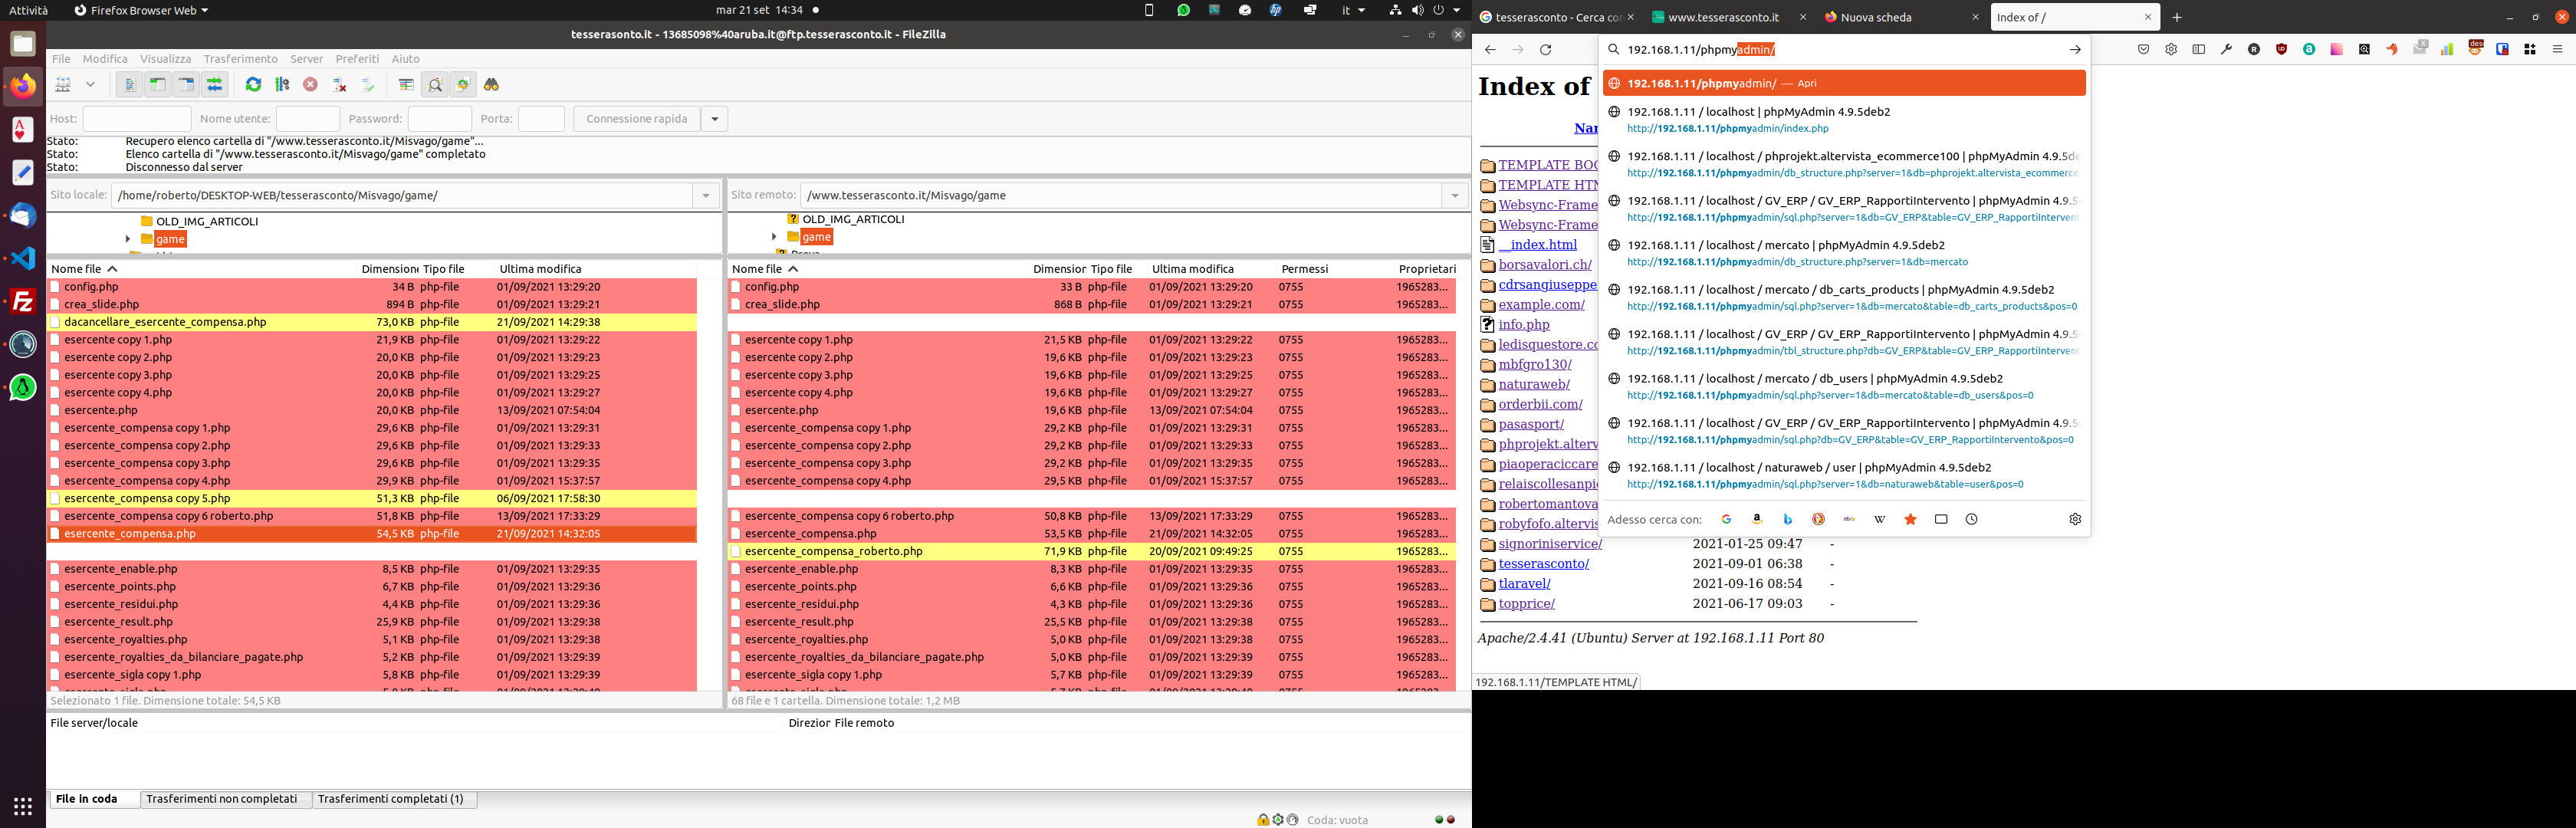 Attività
Firefox Browser Web
mar 21 set 14:34
it
tesserasonto.it - 13685098%40aruba.it@ftp.tesserasconto.it - FileZilla
File Modifica Visualizza Trasferimento Server Preferiti Aiuto
Host: Nome utente: Password: Porta: Connessione rapida
Stato: Recupero elenco cartella di "/www.tesserasconto.it/Misvago/game"...
Stato: Elenco cartella di "/www.tesserasconto.it/Misvago/game" completato
Stato: Disconnesso dal server
Sito locale: /home/roberto/DESKTOP-WEB/tesserasconto/Misvago/game/
OLD_IMG_ARTICOLI
game
Nome file Dimensione Tipo file Ultima modifica
config.php 34 B php-file 01/09/2021 13:29:20
crea_slide.php 894 B php-file 01/09/2021 13:29:21
dacancellare_esercente_compensa.php 73,0 KB php-file 21/09/2021 14:29:38
esercente copy 1.php 21,9 KB php-file 01/09/2021 13:29:22
esercente copy 2.php 20,0 KB php-file 01/09/2021 13:29:23
esercente copy 3.php 20,0 KB php-file 01/09/2021 13:29:25
esercente copy 4.php 20,0 KB php-file 01/09/2021 13:29:27
esercente.php 20,0 KB php-file 13/09/2021 07:54:04
esercente_compensa copy 1.php 29,6 KB php-file 01/09/2021 13:29:31
esercente_compensa copy 2.php 29,6 KB php-file 01/09/2021 13:29:33
esercente_compensa copy 3.php 29,6 KB php-file 01/09/2021 13:29:35
esercente_compensa copy 4.php 29,9 KB php-file 01/09/2021 15:37:57
esercente_compensa copy 5.php 51,3 KB php-file 06/09/2021 17:58:30
esercente_compensa copy 6 roberto.php 51,8 KB php-file 13/09/2021 17:33:29
esercente_compensa.php 54,5 KB php-file 21/09/2021 14:32:05
esercente_enable.php 8,5 KB php-file 01/09/2021 13:29:35
esercente_points.php 6,7 KB php-file 01/09/2021 13:29:36
esercente_residui.php 4,4 KB php-file 01/09/2021 13:29:36
esercente_result.php 25,9 KB php-file 01/09/2021 13:29:38
esercente_royalties.php 5,1 KB php-file 01/09/2021 13:29:38
esercente_royalties_da_bilanciare_pagate.php 5,2 KB php-file 01/09/2021 13:29:39
esercente_sigla copy 1.php 5,8 KB php-file 01/09/2021 13:29:39
Selezionato 1 file. Dimensione totale: 54,5 KB
Sito remoto: /www.tesserasconto.it/Misvago/game
OLD_IMG_ARTICOLI
game
Nome file Dimension Tipo file Ultima modifica Permessi Proprietari
config.php 33 B php-file 01/09/2021 13:29:20 0755 1965283...
crea_slide.php 868 B php-file 01/09/2021 13:29:21 0755 1965283...
esercente copy 1.php 21,5 KB php-file 01/09/2021 13:29:22 0755 1965283...
esercente copy 2.php 19,6 KB php-file 01/09/2021 13:29:23 0755 1965283...
esercente copy 3.php 19,6 KB php-file 01/09/2021 13:29:25 0755 1965283...
esercente copy 4.php 19,6 KB php-file 01/09/2021 13:29:27 0755 1965283...
esercente.php 19,6 KB php-file 13/09/2021 07:54:04 0755 1965283...
esercente_compensa copy 1.php 29,2 KB php-file 01/09/2021 13:29:31 0755 1965283...
esercente_compensa copy 2.php 29,2 KB php-file 01/09/2021 13:29:33 0755 1965283...
esercente_compensa copy 3.php 29,2 KB php-file 01/09/2021 13:29:35 0755 1965283...
esercente_compensa copy 4.php 29,5 KB php-file 01/09/2021 15:37:57 0755 1965283...
esercente_compensa copy 6 roberto.php 50,8 KB php-file 13/09/2021 17:33:29 0755 1965283...
esercente_compensa.php 53,5 KB php-file 21/09/2021 14:32:05 0755 1965283...
esercente_compensa_roberto.php 71,9 KB php-file 20/09/2021 09:49:25 0755 1965283...
esercente_enable.php 8,3 KB php-file 01/09/2021 13:29:35 0755 1965283...
esercente_points.php 6,6 KB php-file 01/09/2021 13:29:36 0755 1965283...
esercente_residui.php 4,3 KB php-file 01/09/2021 13:29:36 0755 1965283...
esercente_result.php 25,5 KB php-file 01/09/2021 13:29:38 0755 1965283...
esercente_royalties.php 5,0 KB php-file 01/09/2021 13:29:38 0755 1965283...
esercente_royalties_da_bilanciare_pagate.php 5,0 KB php-file 01/09/2021 13:29:39 0755 1965283...
esercente_sigla copy 1.php 5,7 KB php-file 01/09/2021 13:29:39 0755 1965283...
68 file e 1 cartella. Dimensione totale: 1,2 MB
File server/locale Direzior File remoto
File in coda Trasferimenti non completati Trasferimenti completati (1)
Coda: vuota
tesserasconto - Cerca con
www.tesserasconto.it
Nuova scheda
Index of /
192.168.1.11/phpmyadmin/
192.168.1.11/phpmyadmin/ — Apri
192.168.1.11 / localhost | phpMyAdmin 4.9.5deb2
http://192.168.1.11/phpmyadmin/index.php
192.168.1.11 / localhost / phprojekt.altervista_ecommerce100 | phpMyAdmin 4.9.5de
http://192.168.1.11/phpmyadmin/db_structure.php?server=1&db=phprojekt.altervista_ecommerce
192.168.1.11 / localhost / GV_ERP / GV_ERP_RapportiIntervento | phpMyAdmin 4.9.5
http://192.168.1.11/phpmyadmin/sql.php?server=1&db=GV_ERP&table=GV_ERP_RapportiIntervent
192.168.1.11 / localhost / mercato | phpMyAdmin 4.9.5deb2
http://192.168.1.11/phpmyadmin/db_structure.php?server=1&db=mercato
192.168.1.11 / localhost / mercato / db_carts_products | phpMyAdmin 4.9.5deb2
http://192.168.1.11/phpmyadmin/sql.php?server=1&db=mercato&table=db_carts_products&pos=0
192.168.1.11 / localhost / GV_ERP / GV_ERP_RapportiIntervento | phpMyAdmin 4.9.5
http://192.168.1.11/phpmyadmin/tbl_structure.php?db=GV_ERP&table=GV_ERP_RapportiIntervent
192.168.1.11 / localhost / mercato / db_users | phpMyAdmin 4.9.5deb2
http://192.168.1.11/phpmyadmin/sql.php?server=1&db=mercato&table=db_users&pos=0
192.168.1.11 / localhost / GV_ERP / GV_ERP_RapportiIntervento | phpMyAdmin 4.9.5
http://192.168.1.11/phpmyadmin/sql.php?db=GV_ERP&table=GV_ERP_RapportiIntervento&pos=0
192.168.1.11 / localhost / naturaweb / user | phpMyAdmin 4.9.5deb2
http://192.168.1.11/phpmyadmin/sql.php?server=1&db=naturaweb&table=user&pos=0
Adesso cerca con:
Index of
Nar
TEMPLATE BOO
TEMPLATE HTM
Websync-Frame
Websync-Frame
__index.html
borsavalori.ch/
cdrsangiuseppe
example.com/
info.php
ledisquestore.co
mbfgro130/
naturaweb/
orderbii.com/
pasasport/
phprojekt.alterv
piaoperaciccare
relaiscollesanpi
robertomantova
robyfofo.altervis
signoriniservice/ 2021-01-25 09:47 -
tesserasconto/ 2021-09-01 06:38 -
tlaravel/ 2021-09-16 08:54 -
topprice/ 2021-06-17 09:03 -
Apache/2.4.41 (Ubuntu) Server at 192.168.1.11 Port 80
192.168.1.11/TEMPLATE HTML/